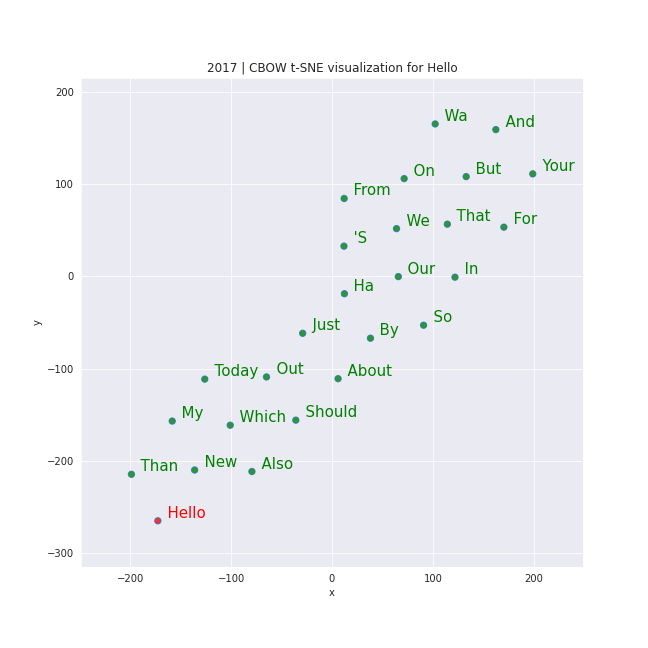 2017 | CBOW t-SNE visualization for Hello
200
Wa
And
But
Your
On
100
From
That
For
We
'S
0
Our
In
Ha
So
Just
By
−100
Today
Out
About
My
Which
Should
−200
Than
New
Also
Hello
−300
y
−200
−100
0
100
200
x